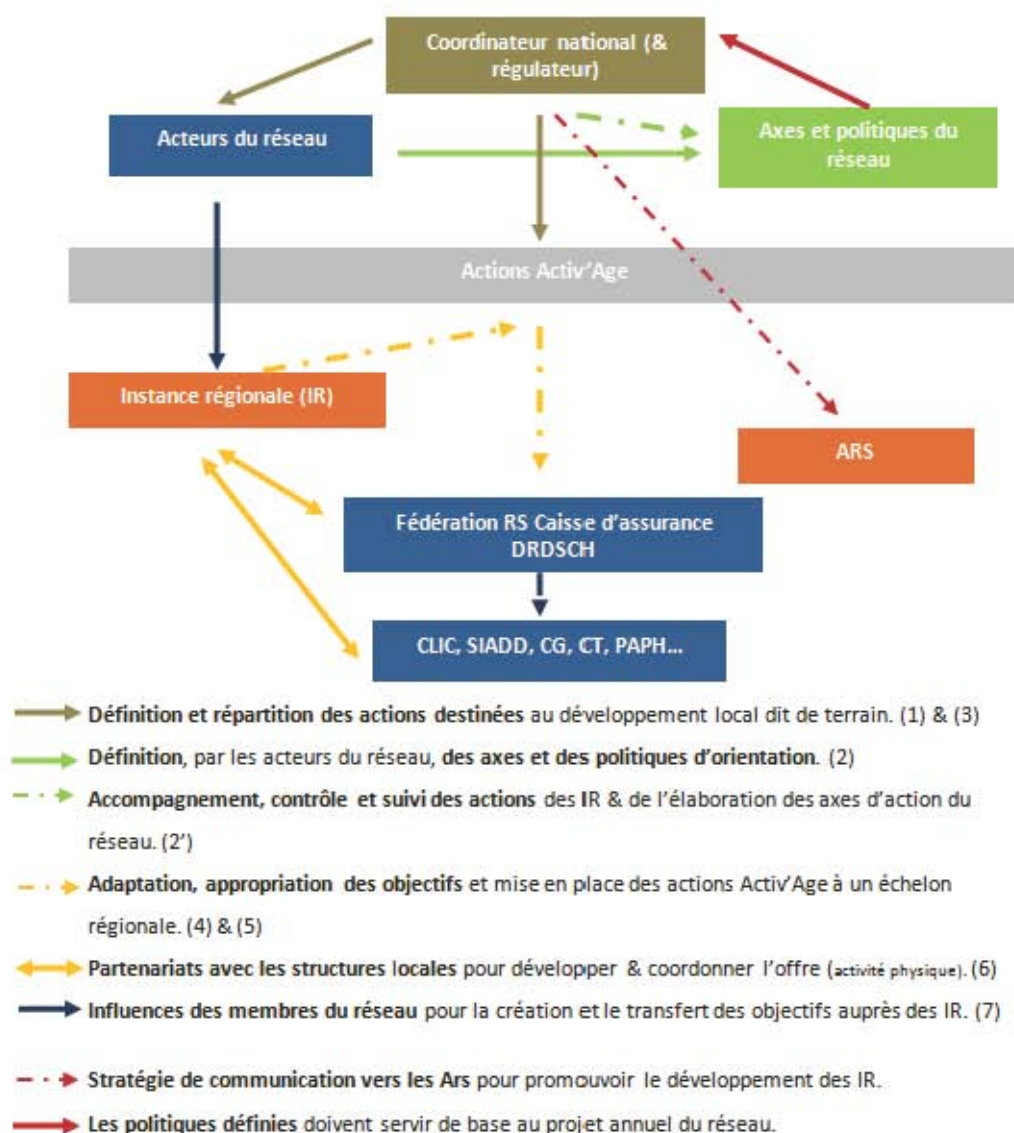 Coordinateur national (&
régulateur)
Acteurs du réseau
Axes et politiques du
réseau
Actions Activ'Age
Instance régionale (IR)
ARS
Fédération RS Caisse d'assurance
DRDSCH
CLIC, SIADD, CG, CT, PAPH...
Définition et répartition des actions destinées au développement local dit de terrain. (1) & (3)
Définition, par les acteurs du réseau, des axes et des politiques d'orientation. (2)
Accompagnement, contrôle et suivi des actions des IR & de l'élaboration des axes d'action du
réseau. (2')
Adaptation, appropriation des objectifs et mise en place des actions Activ'Age à un échelon
régionale. (4) & (5)
Partenariats avec les structures locales pour développer & coordonner l'offre (activité physique). (6)
Influences des membres du réseau pour la création et le transfert des objectifs auprès des IR. (7)
Stratégie de communication vers les Ars pour promouvoir le développement des IR.
Les politiques définies doivent servir de base au projet annuel du réseau.